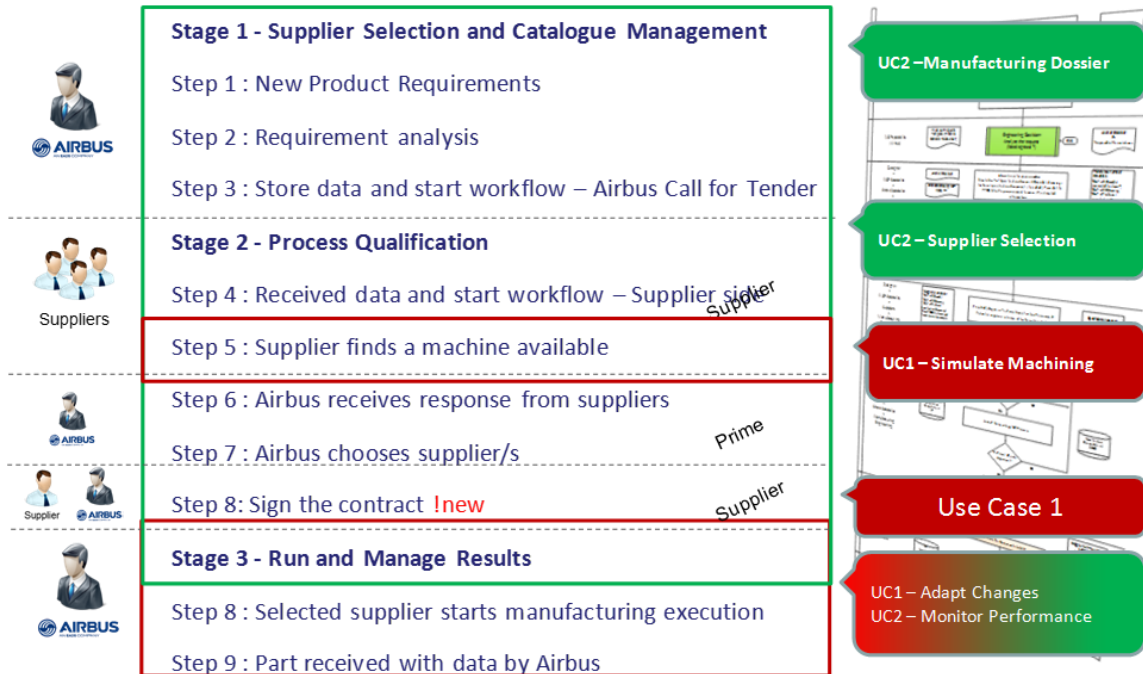 Stage 1 - Supplier Selection and Catalogue Management
UC2 –Manufacturing Dossier
Step 1 : New Product Requirements
AIRBUS
Step 2 : Requirement analysis
Step 3 : Store data and start workflow – Airbus Call for Tender
Stage 2 - Process Qualification
UC2 – Supplier Selection
Step 4 : Received data and start workflow – Supplier side
Supplier
Suppliers
Step 5 : Supplier finds a machine available
UC1 – Simulate Machining
Step 6 : Airbus receives response from suppliers
AIRBUS
Prime
Step 7 : Airbus chooses supplier/s
Step 8: Sign the contract !new
Supplier
Use Case 1
Supplier
AIRBUS
Stage 3 - Run and Manage Results
UC1 – Adapt Changes
UC2 – Monitor Performance
Step 8 : Selected supplier starts manufacturing execution
AIRBUS
Step 9 : Part received with data by Airbus